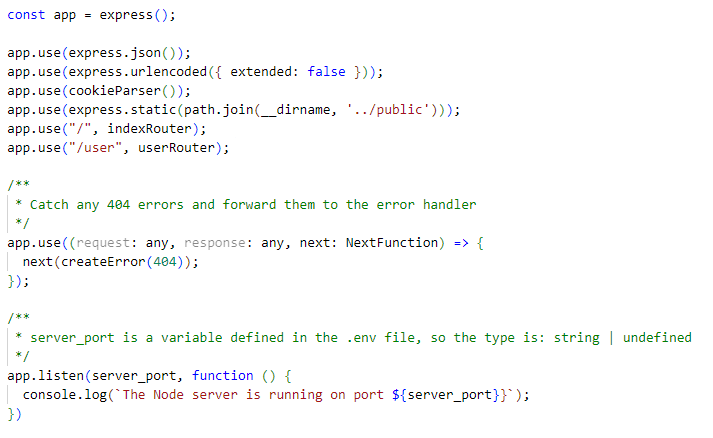 const app = express();
app.use(express.json());
app.use(express.urlencoded({ extended: false }));
app.use(cookieParser());
app.use(express.static(path.join(__dirname, '../public')));
app.use("/", indexRouter);
app.use("/user", userRouter);
/**
 * Catch any 404 errors and forward them to the error handler
 */
app.use((request: any, response: any, next: NextFunction) => {
  next(createError(404));
});
/**
 * server_port is a variable defined in the .env file, so the type is: string | undefined
 */
app.listen(server_port, function () {
  console.log(`The Node server is running on port ${server_port}}`);
})